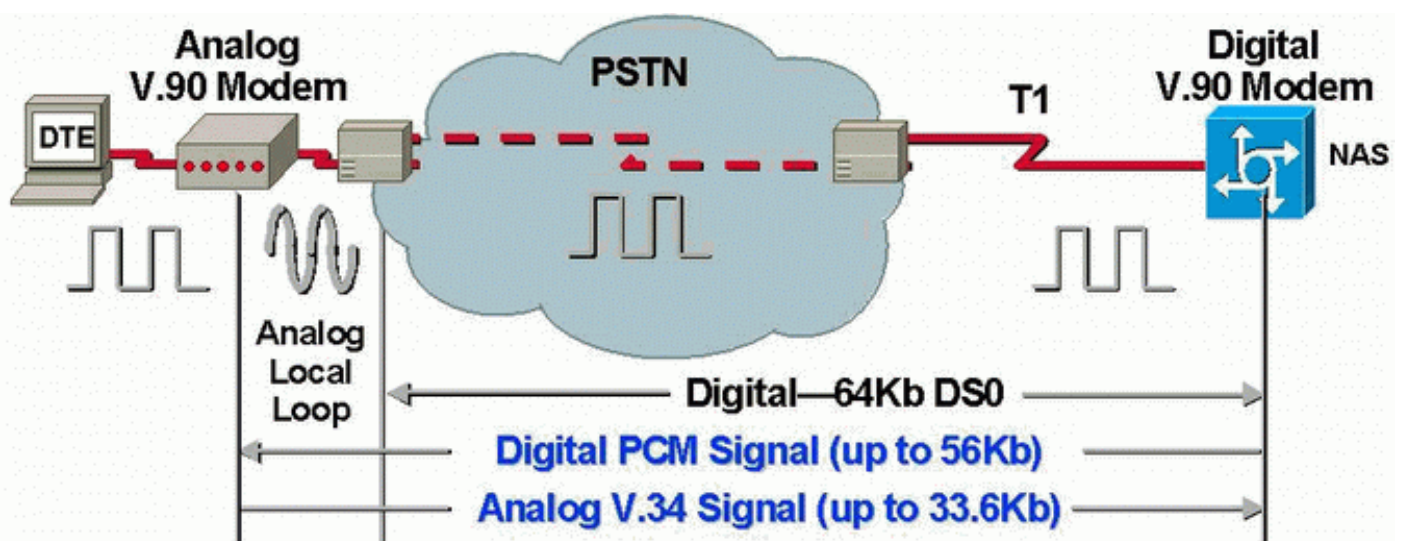 Analog
V.90 Modem
PSTN
Digital
V.90 Modem
T1
DTE
NAS
Analog
Local
Loop
Digital—64Kb DS0
Digital PCM Signal (up to 56Kb)
Analog V.34 Signal (up to 33.6Kb)